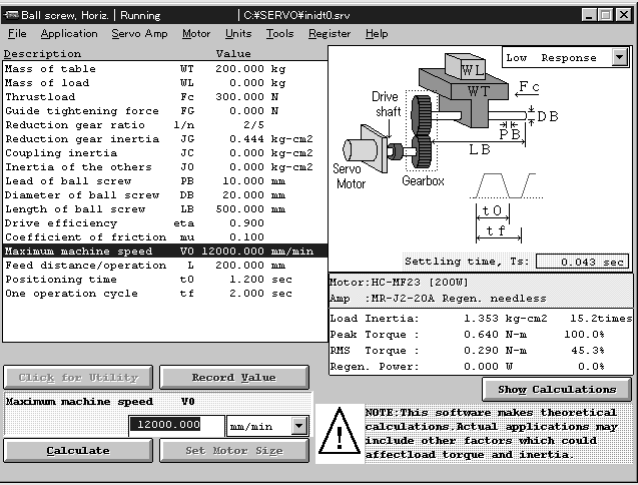 Ball screw, Horiz. | Running | C:¥SERVO¥inidt0.srv
File Application Servo Amp Motor Units Tools Register Help
Description Value
Mass of table WT 200.000 kg
Mass of load WL 0.000 kg
Thrustload Fc 300.000 N
Guide tightening force FG 0.000 N
Reduction gear ratio 1/n 2/5
Reduction gear inertia JG 0.444 kg-cm2
Coupling inertia JC 0.000 kg-cm2
Inertia of the others JO 0.000 kg-cm2
Lead of ball screw PB 10.000 mm
Diameter of ball screw DB 20.000 mm
Length of ball screw LB 500.000 mm
Drive efficiency eta 0.900
Coefficient of friction mu 0.100
Maximum machine speed V0 12000.000 mm/min
Feed distance/operation L 200.000 mm
Positioning time t0 1.200 sec
One operation cycle tf 2.000 sec
Low Response
WL
WT
Fc
Drive
shaft
DB
PB
LB
Servo
Motor
Gearbox
t0
tf
Settling time, Ts: 0.043 sec
Motor:HC-MF23 [200W]
Amp :MR-J2-20A Regen. needless
Load Inertia: 1.353 kg-cm2 15.2times
Peak Torque : 0.640 N-m 100.0%
RMS Torque : 0.290 N-m 45.3%
Regen. Power: 0.000 W 0.0%
Click for Utility
Record Value
Show Calculations
Maximum machine speed V0
12000.000 mm/min
Calculate
Set Motor Size
NOTE:This software makes theoretical
calculations.Actual applications may
include other factors which could
affectload torque and inertia.